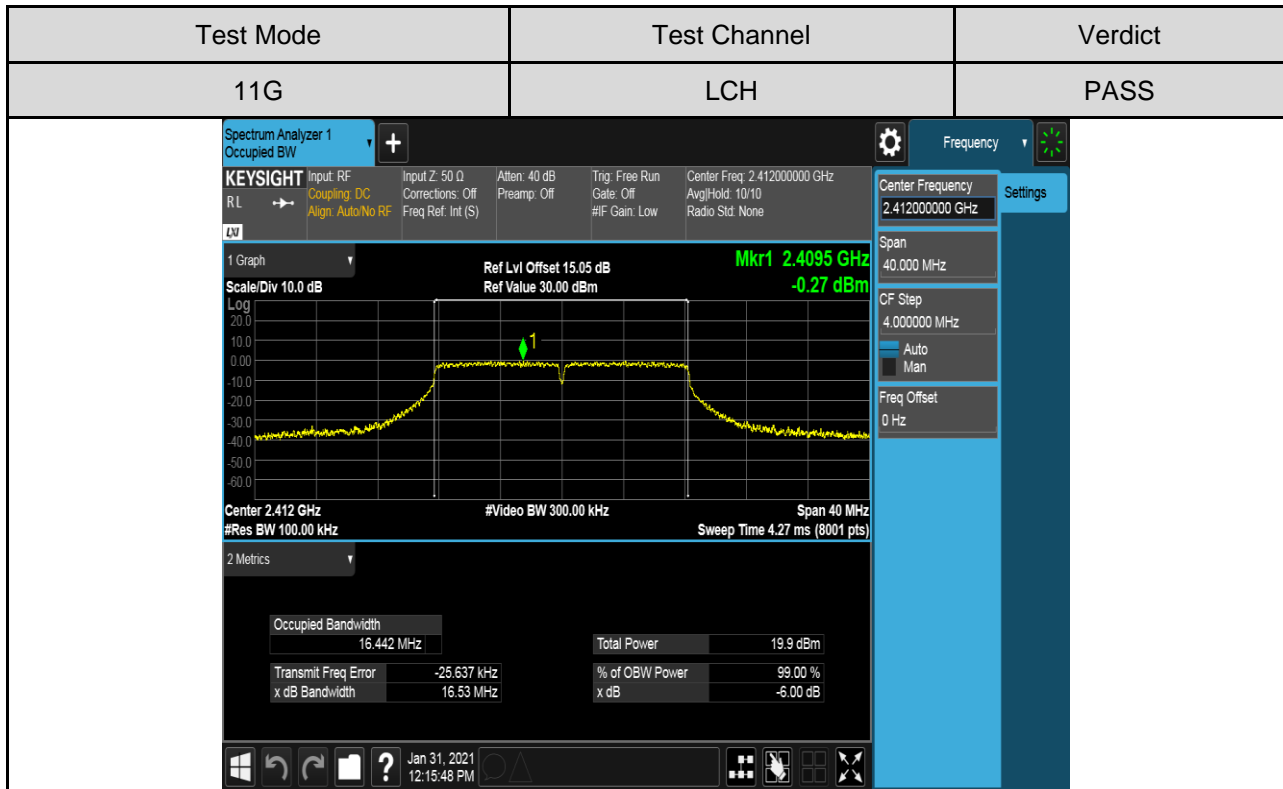 Test Mode Test Channel Verdict
11G LCH PASS
Spectrum Analyzer 1
Occupied BW
+
Frequency
KEYSIGHT Input: RF Input Z: 50 Ω Atten: 40 dB Trig: Free Run Center Freq: 2.412000000 GHz
RL Coupling: DC Corrections: Off Preamp: Off Gate: Off Avg|Hold: 10/10
Align: Auto/No RF Freq Ref: Int (S) #IF Gain: Low Radio Std: None
LXI
Center Frequency
2.412000000 GHz
Settings
Span
40.000 MHz
CF Step
4.000000 MHz
Auto
Man
Freq Offset
0 Hz
1 Graph Ref Lvl Offset 15.05 dB Mkr1 2.4095 GHz
Scale/Div 10.0 dB Ref Value 30.00 dBm -0.27 dBm
Log
20.0
10.0
0.00
-10.0
-20.0
-30.0
-40.0
-50.0
-60.0
1
Center 2.412 GHz #Video BW 300.00 kHz Span 40 MHz
#Res BW 100.00 kHz Sweep Time 4.27 ms (8001 pts)
2 Metrics
Occupied Bandwidth
16.442 MHz Total Power 19.9 dBm
Transmit Freq Error -25.637 kHz % of OBW Power 99.00 %
x dB Bandwidth 16.53 MHz x dB -6.00 dB
? Jan 31, 2021
12:15:48 PM